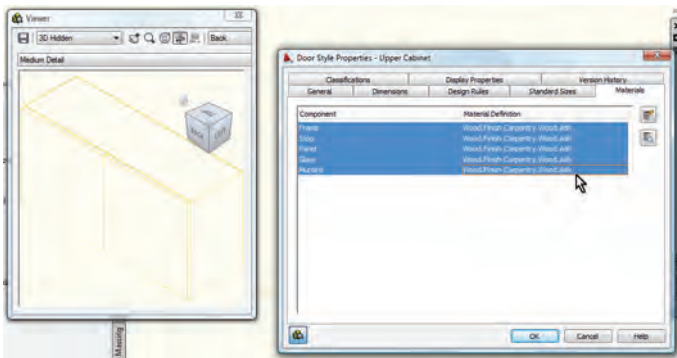 Viewer
3D Hidden
Back
Medium Detail
BACK
LEFT
Massing
Door Style Properties - Upper Cabinet
Classifications
Display Properties
Version History
General
Dimensions
Design Rules
Standard Sizes
Materials
Component
Material Definition
Frame
Wood.Finish Carpentry.Wood.Ash
Stop
Wood.Finish Carpentry.Wood.Ash
Panel
Wood.Finish Carpentry.Wood.Ash
Glass
Wood.Finish Carpentry.Wood.Ash
Muntins
Wood.Finish Carpentry.Wood.Ash
OK
Cancel
Help